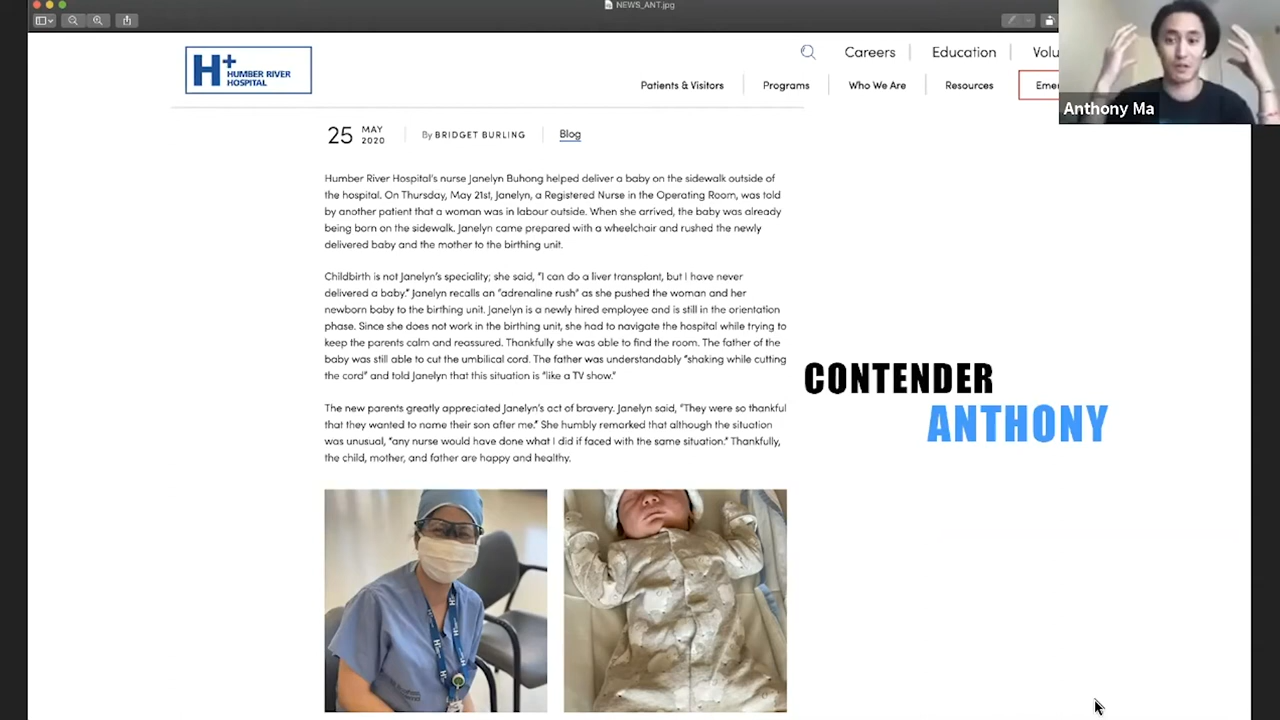 NEWS_ANT.jpg
H+ HUMBER RIVER
HOSPITAL
Careers Education
Patients & Visitors Programs Who We Are Resources
Anthony Ma
25 MAY
2020 By BRIDGET BURLING Blog
Humber River Hospital's nurse Janelyn Buhong helped deliver a baby on the sidewalk outside of
the hospital. On Thursday, May 21st, Janelyn, a Registered Nurse in the Operating Room, was told
by another patient that a woman was in labour outside. When she arrived, the baby was already
being born on the sidewalk. Janelyn came prepared with a wheelchair and rushed the newly
delivered baby and the mother to the birthing unit.
Childbirth is not Janelyn's speciality; she said, "I can do a liver transplant, but I have never
delivered a baby." Janelyn recalls an "adrenaline rush" as she pushed the woman and her
newborn baby to the birthing unit. Janelyn is a newly hired employee and is still in the orientation
phase. Since she does not work in the birthing unit, she had to navigate the hospital while trying to
keep the parents calm and reassured. Thankfully she was able to find the room. The father of the
baby was still able to cut the umbilical cord. The father was understandably "shaking while cutting
the cord" and told Janelyn that this situation is "like a TV show."
CONTENDER
ANTHONY
The new parents greatly appreciated Janelyn's act of bravery. Janelyn said, "They were so thankful
that they wanted to name their son after me." She humbly remarked that although the situation
was unusual, "any nurse would have done what I did if faced with the same situation." Thankfully,
the child, mother, and father are happy and healthy.